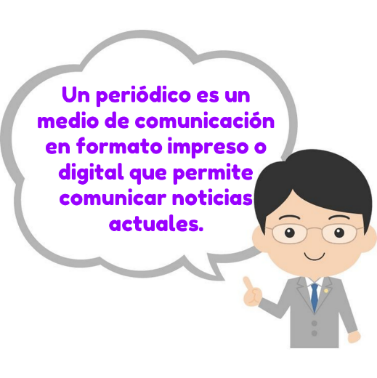 Un periódico es un
medio de comunicación
en formato impreso o
digital que permite
comunicar noticias
actuales.